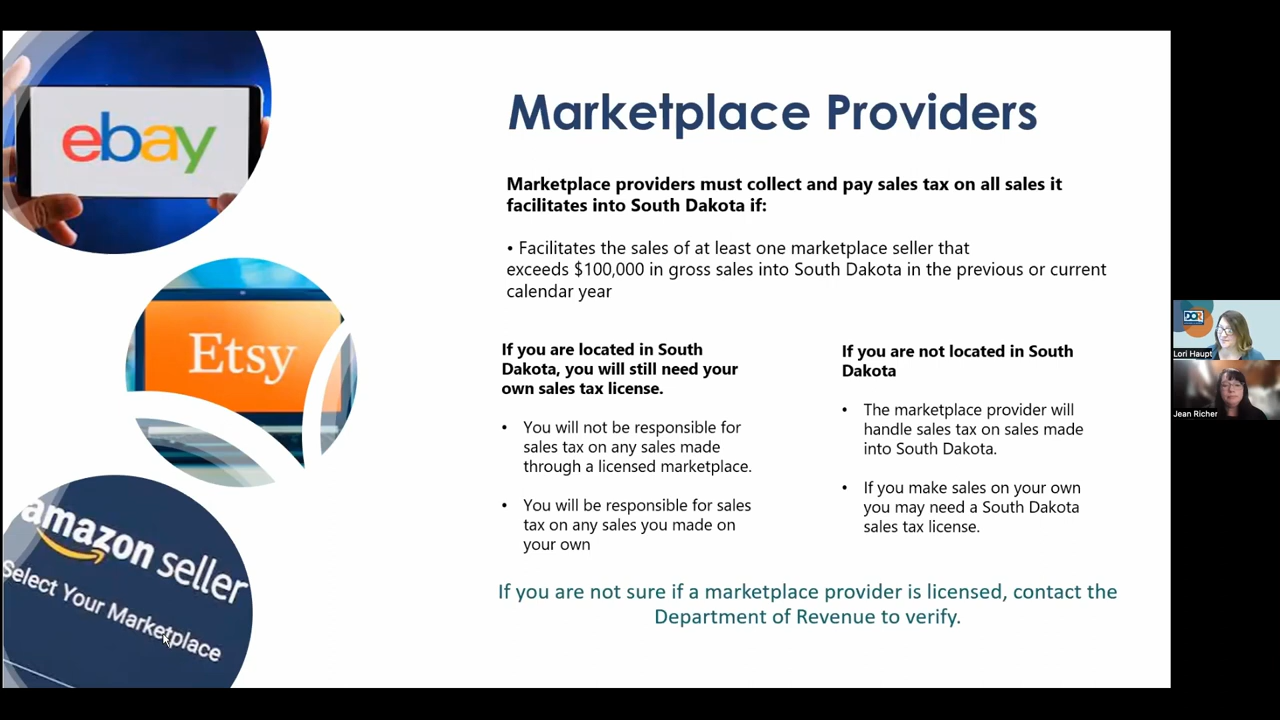 ebay
Etsy
amazon seller
Select Your Marketplace
Marketplace Providers
Marketplace providers must collect and pay sales tax on all sales it
facilitates into South Dakota if:
• Facilitates the sales of at least one marketplace seller that
exceeds $100,000 in gross sales into South Dakota in the previous or current
calendar year
If you are located in South
Dakota, you will still need your
own sales tax license.
• You will not be responsible for
sales tax on any sales made
through a licensed marketplace.
• You will be responsible for sales
tax on any sales you made on
your own
If you are not located in South
Dakota
• The marketplace provider will
handle sales tax on sales made
into South Dakota.
• If you make sales on your own
you may need a South Dakota
sales tax license.
If you are not sure if a marketplace provider is licensed, contact the
Department of Revenue to verify.
DOR
Lori Haupt
Jean Richer